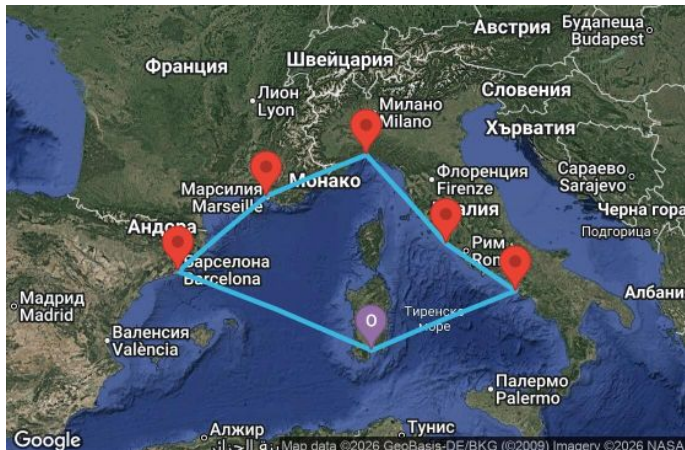 Австрия
Будапеща
Budapest
Швейцария
Франция
Лион
Lyon
Словения
Милано
Milano
Хърватия
Монако
Флоренция
Firenze
Сараево
Sarajevo
Марсилия
Marseille
Андора
Черна гора
Подгорица
Рим
Барселона
Barcelona
Мадрид
Madrid
Албани
Тиренско
море
O
Валенсия
València
Палермо
Palermo
Алжир
Тунис
Google
Map data ©2026 GeoBasis-DE/BKG (©2009) Imagery ©2026 NASA